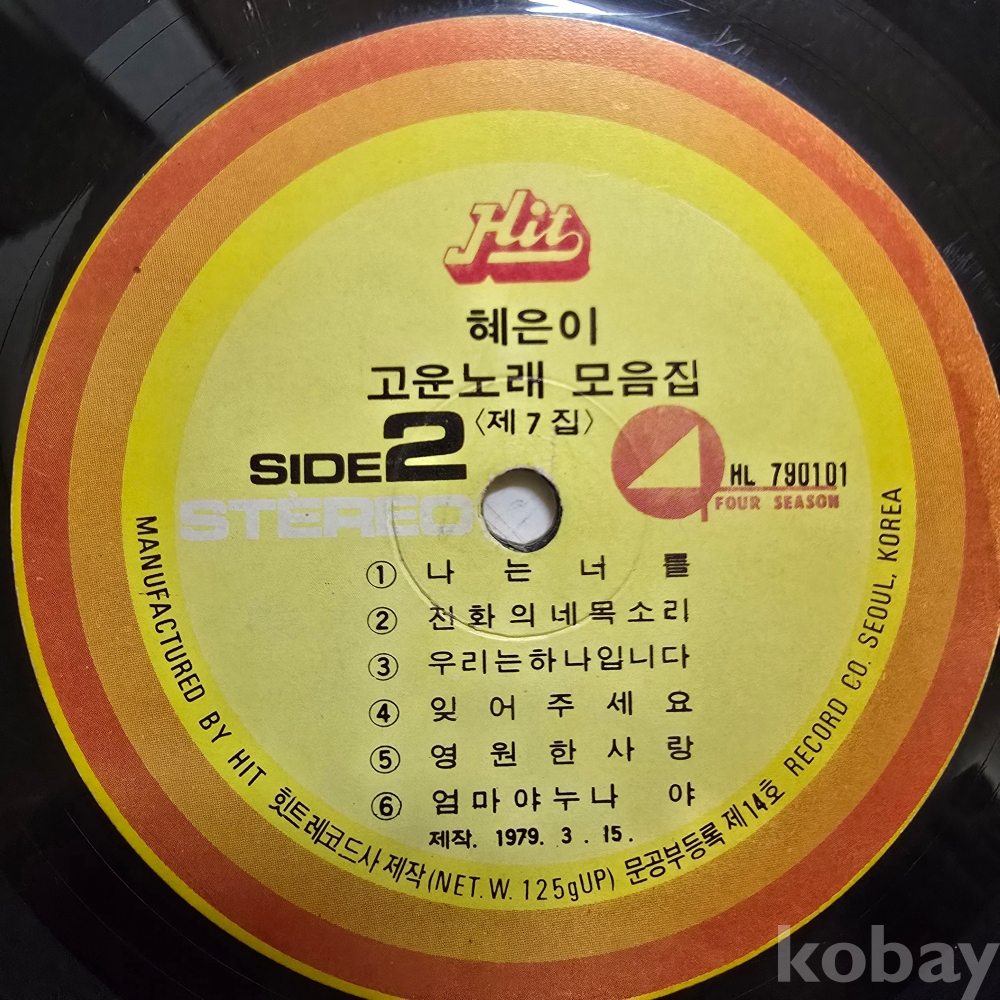 Hit
혜은이
고운노래 모음집
〈제7집〉
SIDE 2
STEREO
HL 790101
FOUR SEASON
① 나는너를
② 전화의네목소리
③ 우리는하나입니다
④ 잊어주세요
⑤ 영원한사랑
⑥ 엄마야누나야
제작. 1979. 3. 15.
MANUFACTURED BY HIT 힛트레코드사 제작 (NET. W. 125gUP) 문공부등록 제14호 RECORD CO. SEOUL, KOREA
kobay